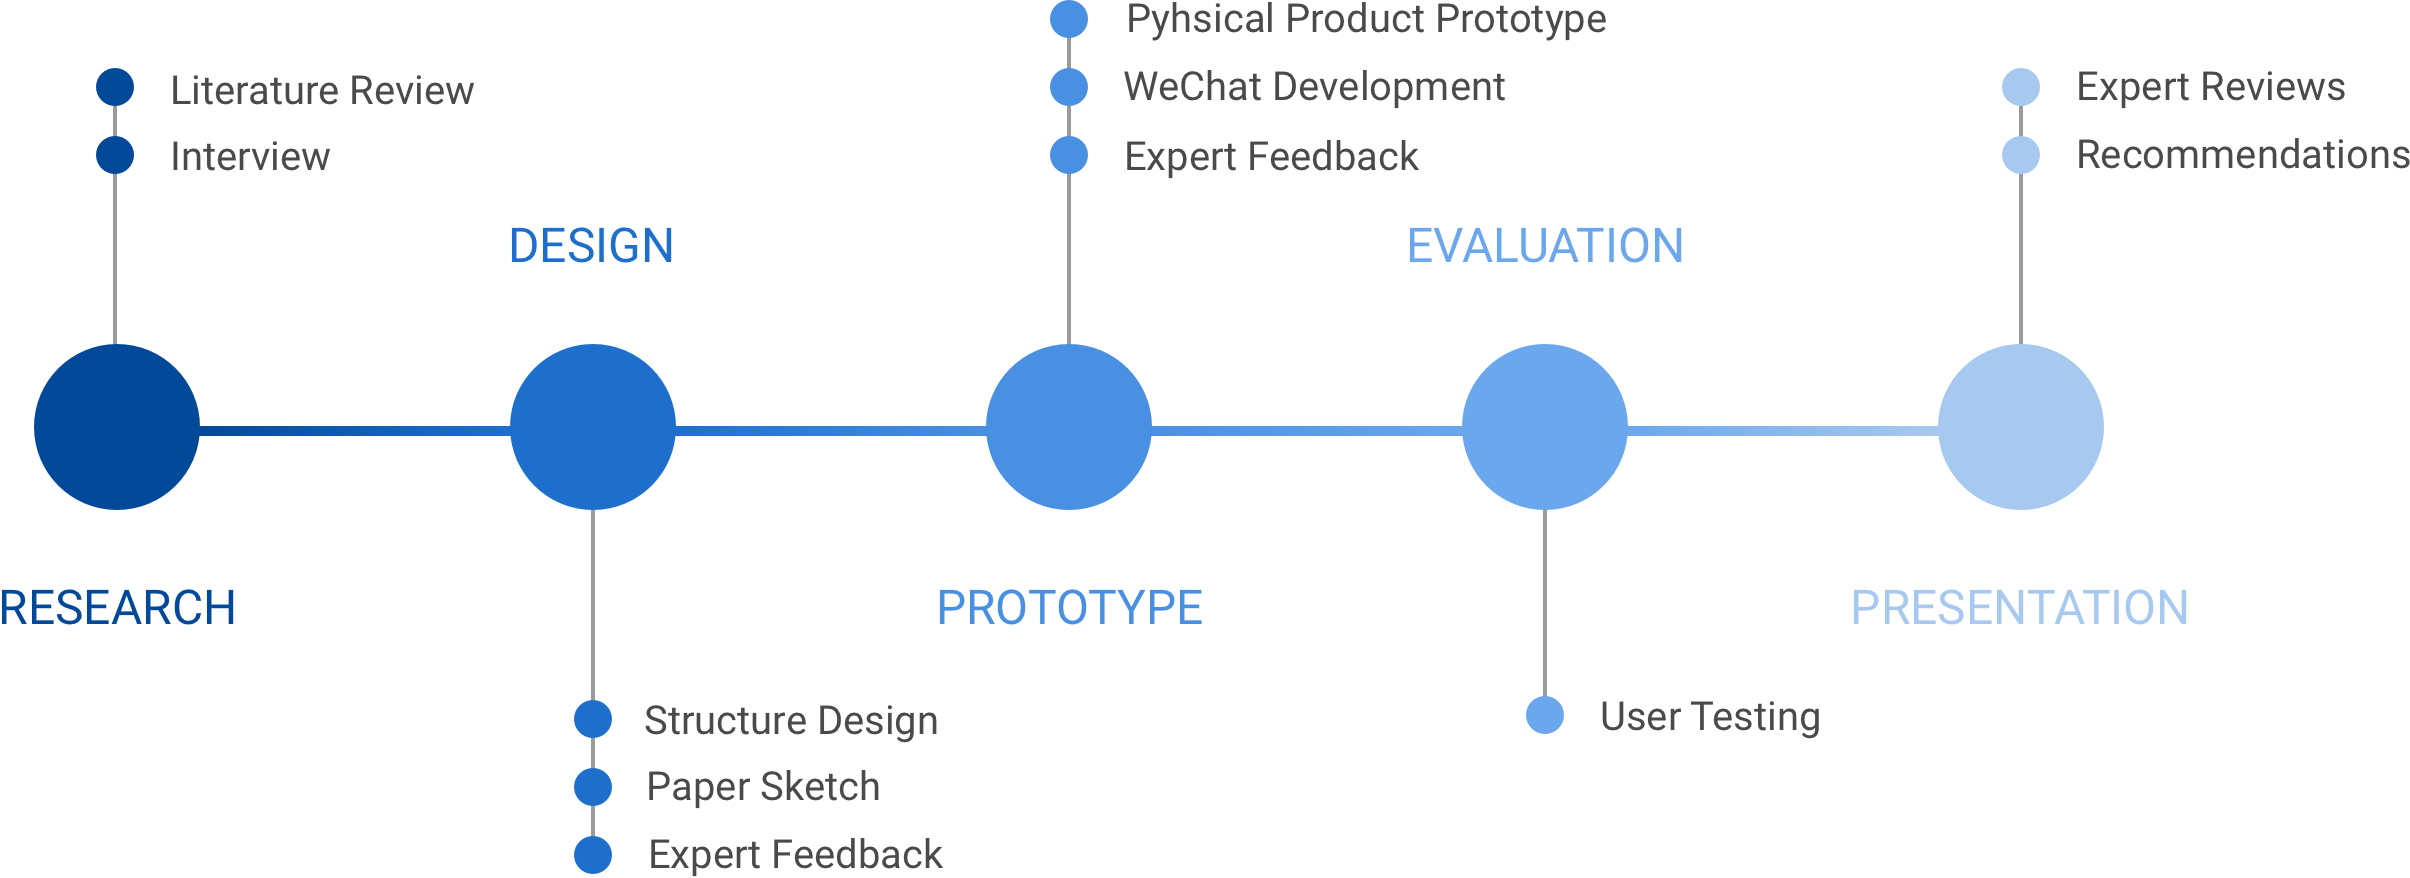 Literature Review
Interview
RESEARCH
DESIGN
Structure Design
Paper Sketch
Expert Feedback
Pyhsical Product Prototype
WeChat Development
Expert Feedback
PROTOTYPE
EVALUATION
User Testing
Expert Reviews
Recommendations
PRESENTATION